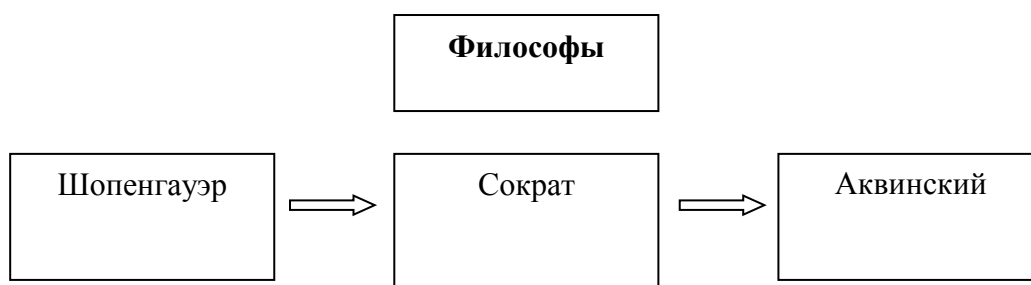 Философы
Шопенгауэр
Сократ
Аквинский